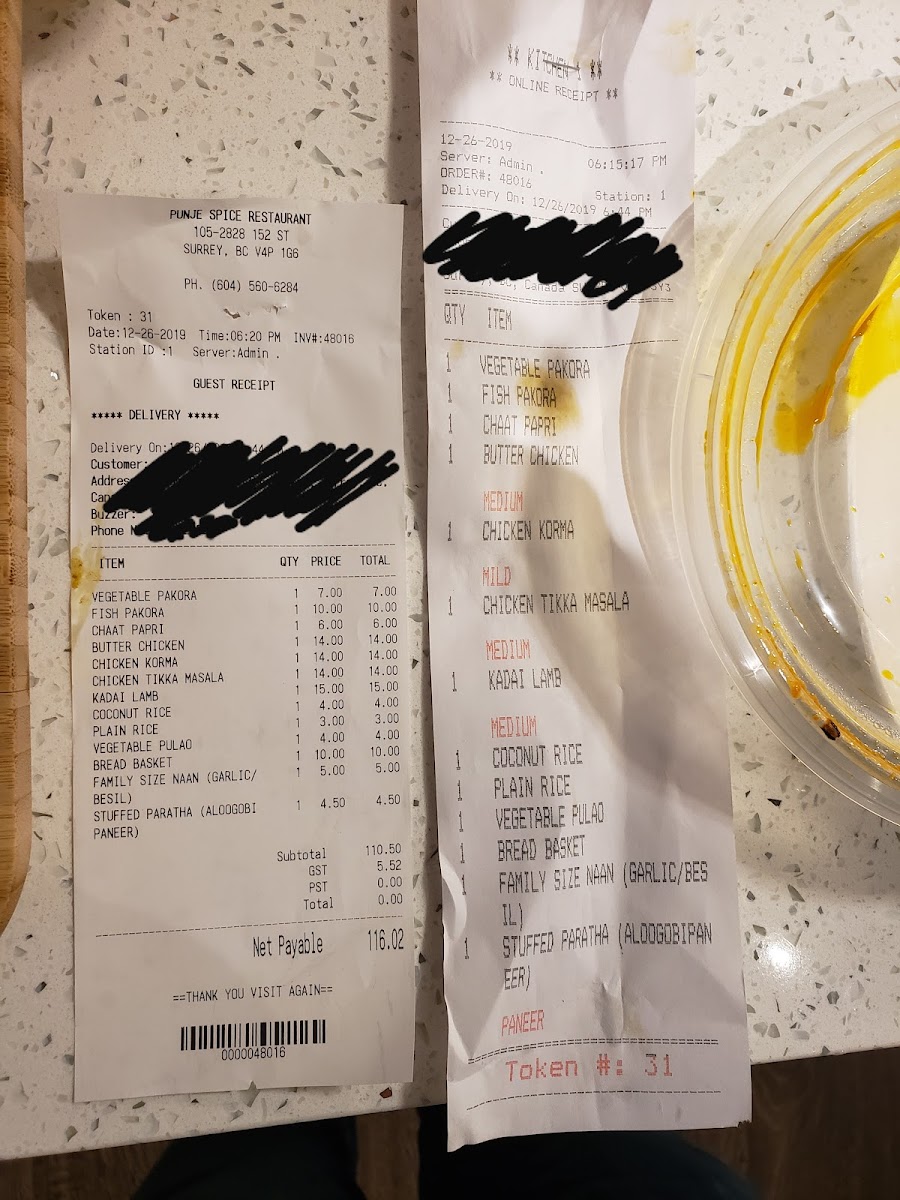 PUNJE SPICE RESTAURANT
105-2828 152 ST
SURREY, BC V4P 1G6
PH. (604) 560-6284
Token : 31
Date:12-26-2019 Time:06:20 PM INV#:48016
Station ID :1 Server:Admin .
GUEST RECEIPT
***** DELIVERY *****
Delivery On:
Customer:
Buzzer:
Phone
ITEM QTY PRICE TOTAL
VEGETABLE PAKORA 1 7.00 7.00
FISH PAKORA 1 10.00 10.00
CHAAT PAPRI 1 6.00 6.00
BUTTER CHICKEN 1 14.00 14.00
CHICKEN KORMA 1 14.00 14.00
CHICKEN TIKKA MASALA 1 14.00 14.00
KADAI LAMB 1 15.00 15.00
COCONUT RICE 1 4.00 4.00
PLAIN RICE 1 3.00 3.00
VEGETABLE PULAO 1 4.00 4.00
BREAD BASKET 1 10.00 10.00
FAMILY SIZE NAAN (GARLIC/ 1 5.00 5.00
BESIL)
STUFFED PARATHA (ALOOGOBI 1 4.50 4.50
PANEER)
Subtotal 110.50
GST 5.52
PST 0.00
Total 0.00
Net Payable 116.02
==THANK YOU VISIT AGAIN==
0000048016
** KITCHEN 1 **
** ONLINE RECEIPT **
12-26-2019 06:15:17 PM
Server: Admin .
ORDER#: 48016 Station: 1
Delivery On: 12/26/2019 6:44 PM
Canada
QTY ITEM
1 VEGETABLE PAKORA
1 FISH PAKORA
1 CHAAT PAPRI
1 BUTTER CHICKEN
MEDIUM
1 CHICKEN KORMA
MILD
1 CHICKEN TIKKA MASALA
MEDIUM
1 KADAI LAMB
MEDIUM
1 COCONUT RICE
1 PLAIN RICE
1 VEGETABLE PULAO
1 BREAD BASKET
1 FAMILY SIZE NAAN (GARLIC/BES
IL)
1 STUFFED PARATHA (ALOOGOBIPAN
EER)
PANEER
Token #: 31